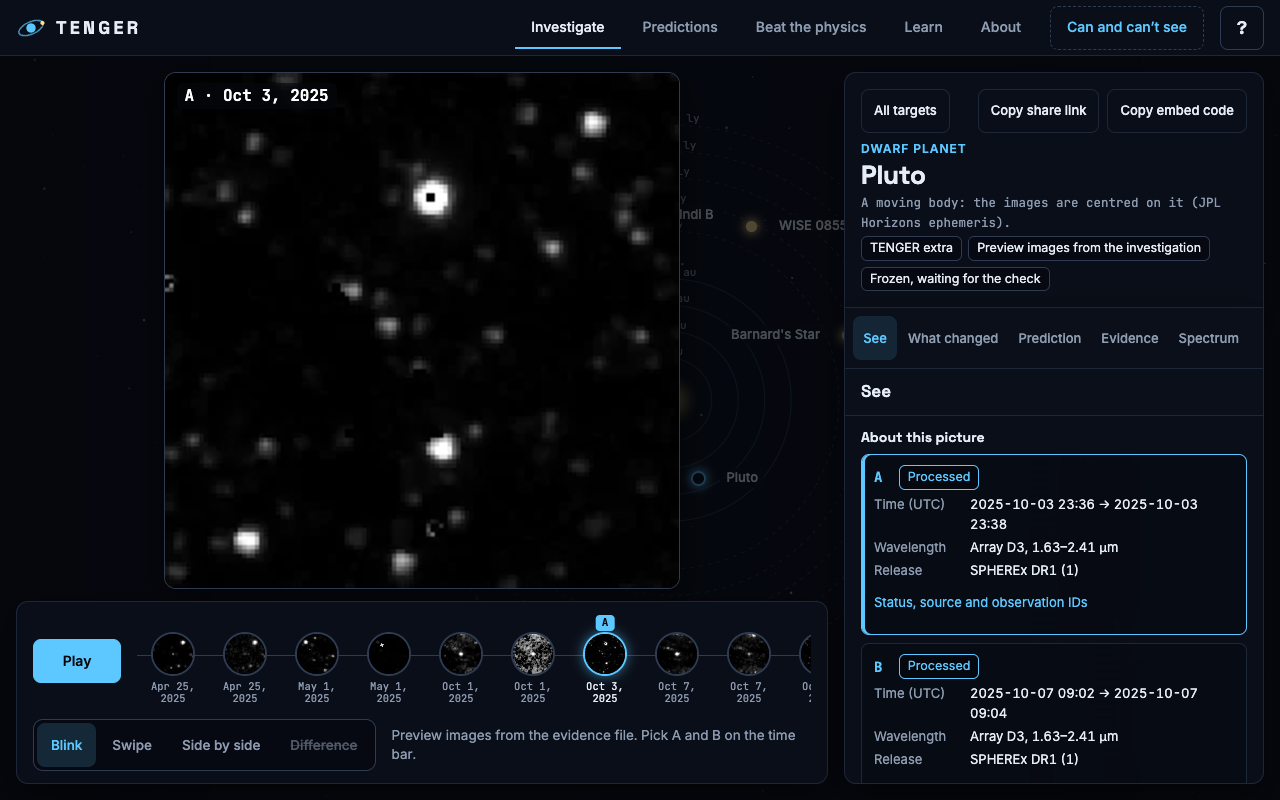 TENGER
Investigate
Predictions
Beat the physics
Learn
About
Can and can't see
?
A · Oct 3, 2025
ly
ly
Indi B
WISE 0855
au
au
Barnard's Star
Pluto
All targets
Copy share link
Copy embed code
DWARF PLANET
Pluto
A moving body: the images are centred on it (JPL
Horizons ephemeris).
TENGER extra
Preview images from the investigation
Frozen, waiting for the check
See
What changed
Prediction
Evidence
Spectrum
See
About this picture
A Processed
Time (UTC) 2025-10-03 23:36 → 2025-10-03
23:38
Wavelength Array D3, 1.63–2.41 µm
Release SPHEREx DR1 (1)
Status, source and observation IDs
B Processed
Time (UTC) 2025-10-07 09:02 → 2025-10-07
09:04
Wavelength Array D3, 1.63–2.41 µm
Release SPHEREx DR1 (1)
A
Play
Apr 25,
2025
Apr 25,
2025
May 1,
2025
May 1,
2025
Oct 1,
2025
Oct 1,
2025
Oct 3,
2025
Oct 7,
2025
Oct 7,
2025
Blink
Swipe
Side by side
Difference
Preview images from the evidence file. Pick A and B on the time
bar.